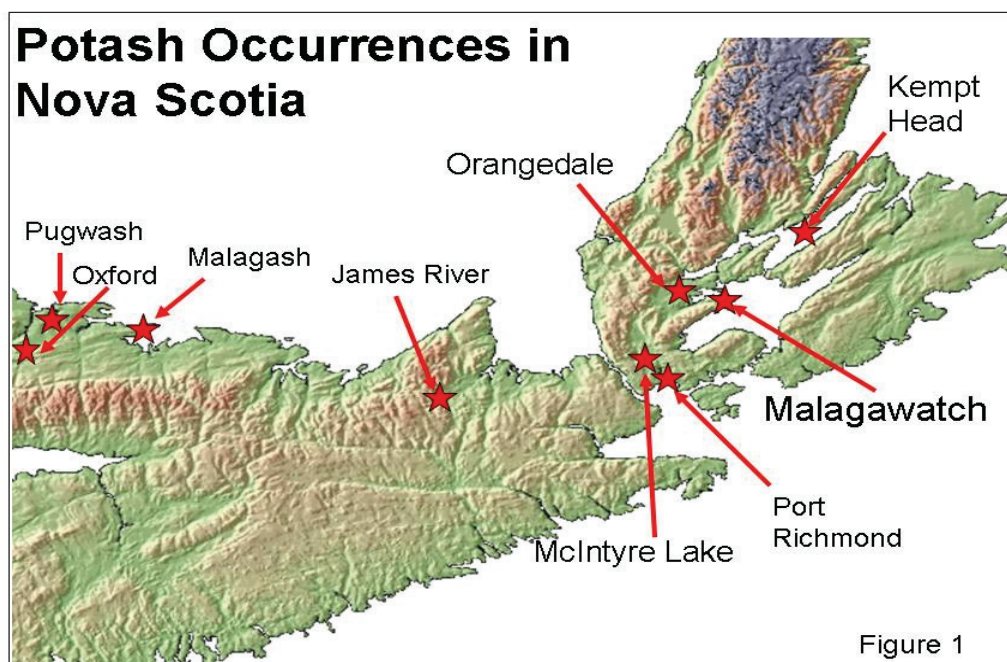 Potash Occurrences in
Nova Scotia
Kempt
Head
Orangedale
Pugwash
Oxford
Malagash
James River
Malagawatch
Port
Richmond
McIntyre Lake
Figure 1